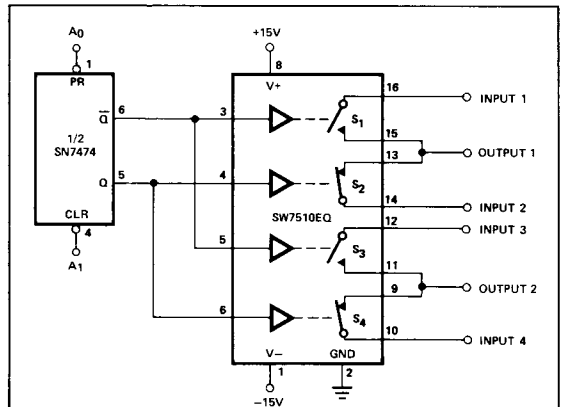 A0
+15V
1
8
PR
V+
16
INPUT 1
Q̅
6
3
S1
15
1/2
SN7474
13
OUTPUT 1
Q
5
4
S2
SW7510EQ
14
INPUT 2
12
INPUT 3
CLR
4
5
S3
11
A1
9
OUTPUT 2
6
S4
10
INPUT 4
V−
GND
1
2
−15V